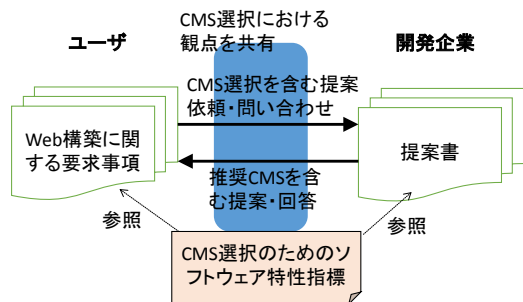 CMS選択における
観点を共有
ユーザ
開発企業
CMS選択を含む提案
依頼・問い合わせ
Web構築に関
する要求事項
提案書
推奨CMSを含
む提案・回答
参照
参照
CMS選択のためのソ
フトウェア特性指標